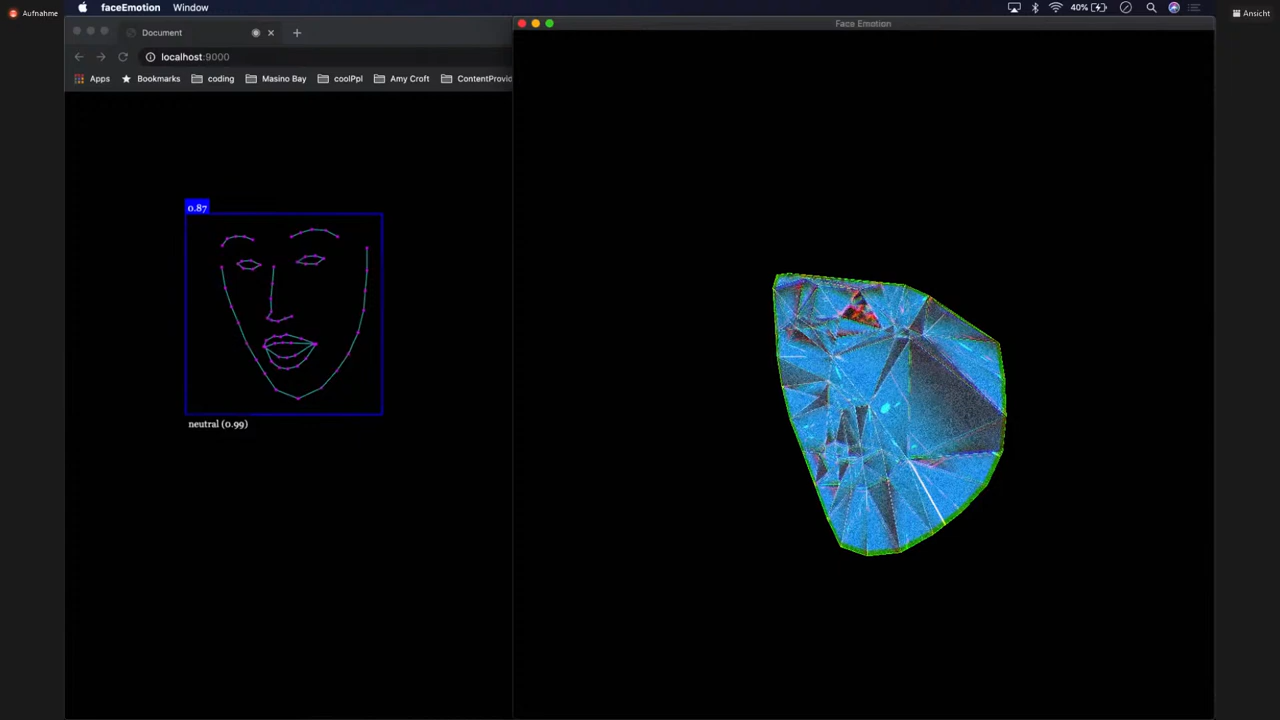 Aufnahme
faceEmotion Window
40%
Ansicht
Document
Face Emotion
localhost:9000
Apps Bookmarks coding Masino Bay coolPpl Amy Croft ContentProvid
0.87
neutral (0.99)